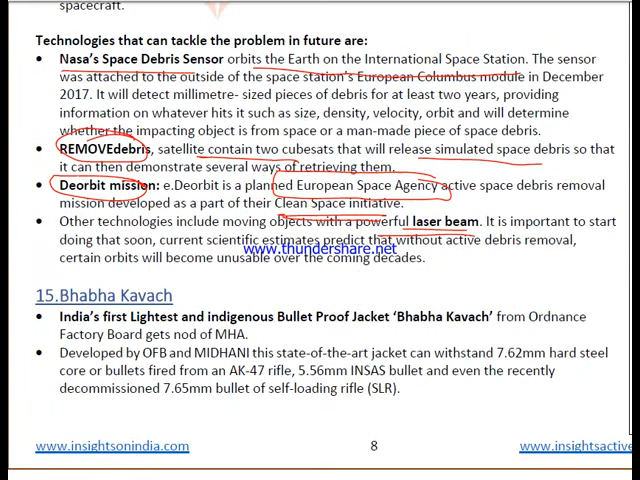 spacecraft.
Technologies that can tackle the problem in future are:
• Nasa's Space Debris Sensor orbits the Earth on the International Space Station. The sensor
was attached to the outside of the space station's European Columbus module in December
2017. It will detect millimetre- sized pieces of debris for at least two years, providing
information on whatever hits it such as size, density, velocity, orbit and will determine
whether the impacting object is from space or a man-made piece of space debris.
• REMOVEdebris, satellite contain two cubesats that will release simulated space debris so that
it can then demonstrate several ways of retrieving them.
• Deorbit mission: e.Deorbit is a planned European Space Agency active space debris removal
mission developed as a part of their Clean Space initiative.
• Other technologies include moving objects with a powerful laser beam. It is important to start
doing that soon, current scientific estimates predict that without active debris removal,
www.thundershare.net
certain orbits will become unusable over the coming decades.
15.Bhabha Kavach
• India's first Lightest and indigenous Bullet Proof Jacket 'Bhabha Kavach' from Ordnance
Factory Board gets nod of MHA.
• Developed by OFB and MIDHANI this state-of-the-art jacket can withstand 7.62mm hard steel
core or bullets fired from an AK-47 rifle, 5.56mm INSAS bullet and even the recently
decommissioned 7.65mm bullet of self-loading rifle (SLR).
www.insightsonindia.com 8 www.insightsactive